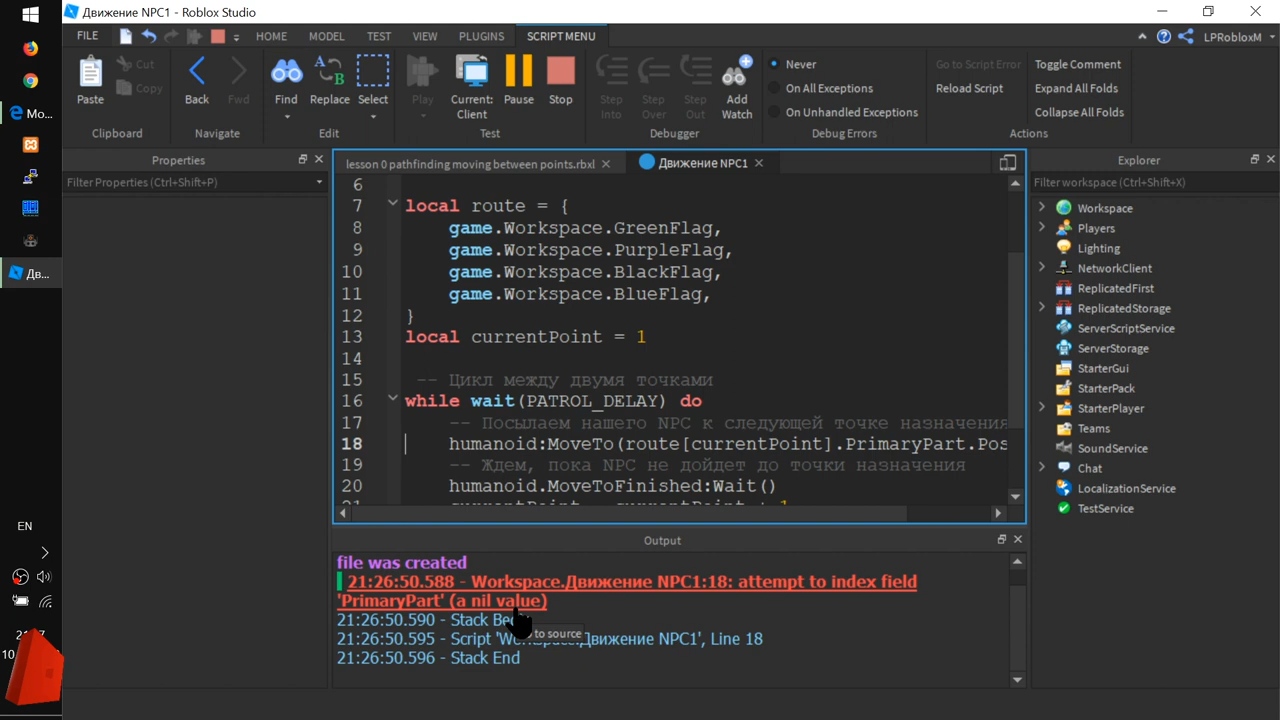 Движение NPC1 - Roblox Studio
FILE HOME MODEL TEST VIEW PLUGINS SCRIPT MENU LPRobloxM
Paste Cut Copy Back Fwd Find Replace Select Play Current: Client Pause Stop Step Into Step Over Step Out Add Watch
Never
On All Exceptions
On Unhandled Exceptions
Go to Script Error
Reload Script
Toggle Comment
Expand All Folds
Collapse All Folds
Clipboard Navigate Edit Test Debugger Debug Errors Actions
Properties
Filter Properties (Ctrl+Shift+P)
lesson 0 pathfinding moving between points.rbxl
Движение NPC1
6
7 local route = {
8 game.Workspace.GreenFlag,
9 game.Workspace.PurpleFlag,
10 game.Workspace.BlackFlag,
11 game.Workspace.BlueFlag,
12 }
13 local currentPoint = 1
14
15 -- Цикл между двумя точками
16 while wait(PATROL_DELAY) do
17 -- Посылаем нашего NPC к следующей точке назначения
18 humanoid:MoveTo(route[currentPoint].PrimaryPart.Pos
19 -- Ждем, пока NPC не дойдет до точки назначения
20 humanoid.MoveToFinished:Wait()
Output
file was created
21:26:50.588 - Workspace.Движение NPC1:18: attempt to index field
'PrimaryPart' (a nil value)
21:26:50.590 - Stack
21:26:50.595 - Script 'Workspace.Движение NPC1', Line 18
21:26:50.596 - Stack End
to source
Explorer
Filter workspace (Ctrl+Shift+X)
Workspace
Players
Lighting
NetworkClient
ReplicatedFirst
ReplicatedStorage
ServerScriptService
ServerStorage
StarterGui
StarterPack
StarterPlayer
Teams
SoundService
Chat
LocalizationService
TestService
Mo...
Дв...
EN